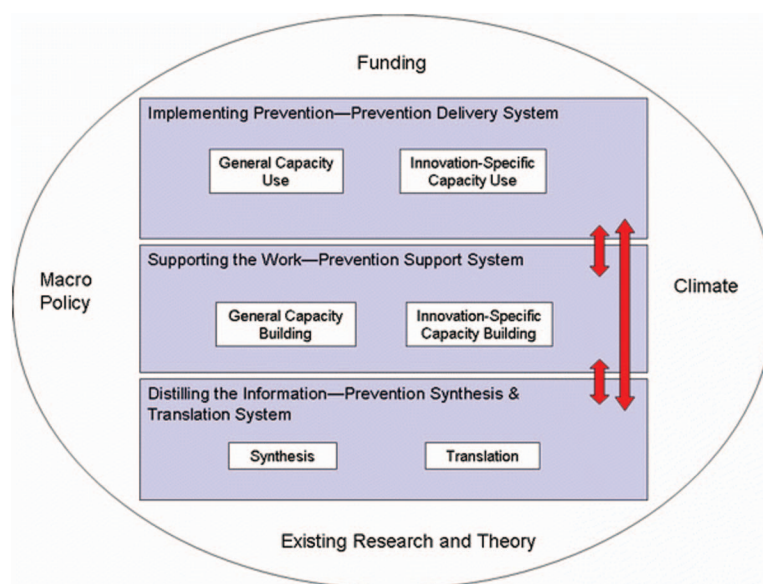 Funding
Implementing Prevention—Prevention Delivery System
General Capacity
Use
Innovation-Specific
Capacity Use
Macro
Policy
Supporting the Work—Prevention Support System
Climate
General Capacity
Building
Innovation-Specific
Capacity Building
Distilling the Information—Prevention Synthesis &
Translation System
Synthesis
Translation
Existing Research and Theory